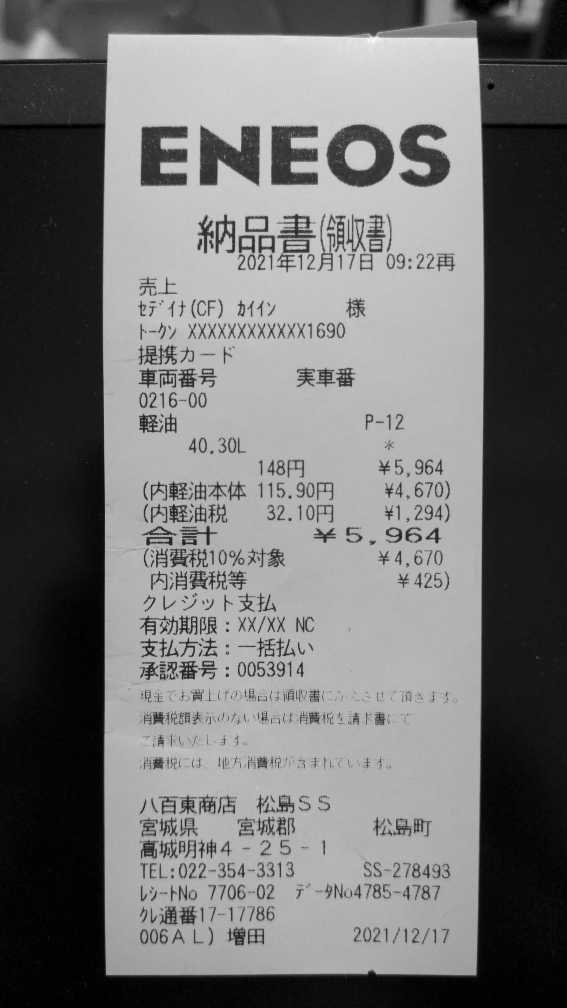 ENEOS
納品書(領収書)
2021年12月17日 09:22再
売上
ｾﾃﾞｨﾅ(CF) ｶｲｲﾝ 様
ﾄｰｸﾝ XXXXXXXXXXXX1690
提携カード
車両番号 実車番
0216-00
軽油 P-12
40.30L *
148円 ¥5,964
(内軽油本体 115.90円 ¥4,670)
(内軽油税 32.10円 ¥1,294)
合計 ¥5,964
(消費税10%対象 ¥4,670
内消費税等 ¥425)
クレジット支払
有効期限：XX/XX NC
支払方法：一括払い
承認番号：0053914
現金でお買上げの場合は領収書にかえさせて頂きます。
消費税額表示のない場合は消費税を請求書にて
ご請求いたします。
消費税には、地方消費税が含まれています。
八百東商店 松島ＳＳ
宮城県 宮城郡 松島町
高城明神４－２５－１
TEL:022-354-3313 SS-278493
ﾚｼｰﾄNo 7706-02 ﾃﾞｰﾀNo4785-4787
ｸﾚ通番17-17786
006ＡＬ) 増田 2021/12/17